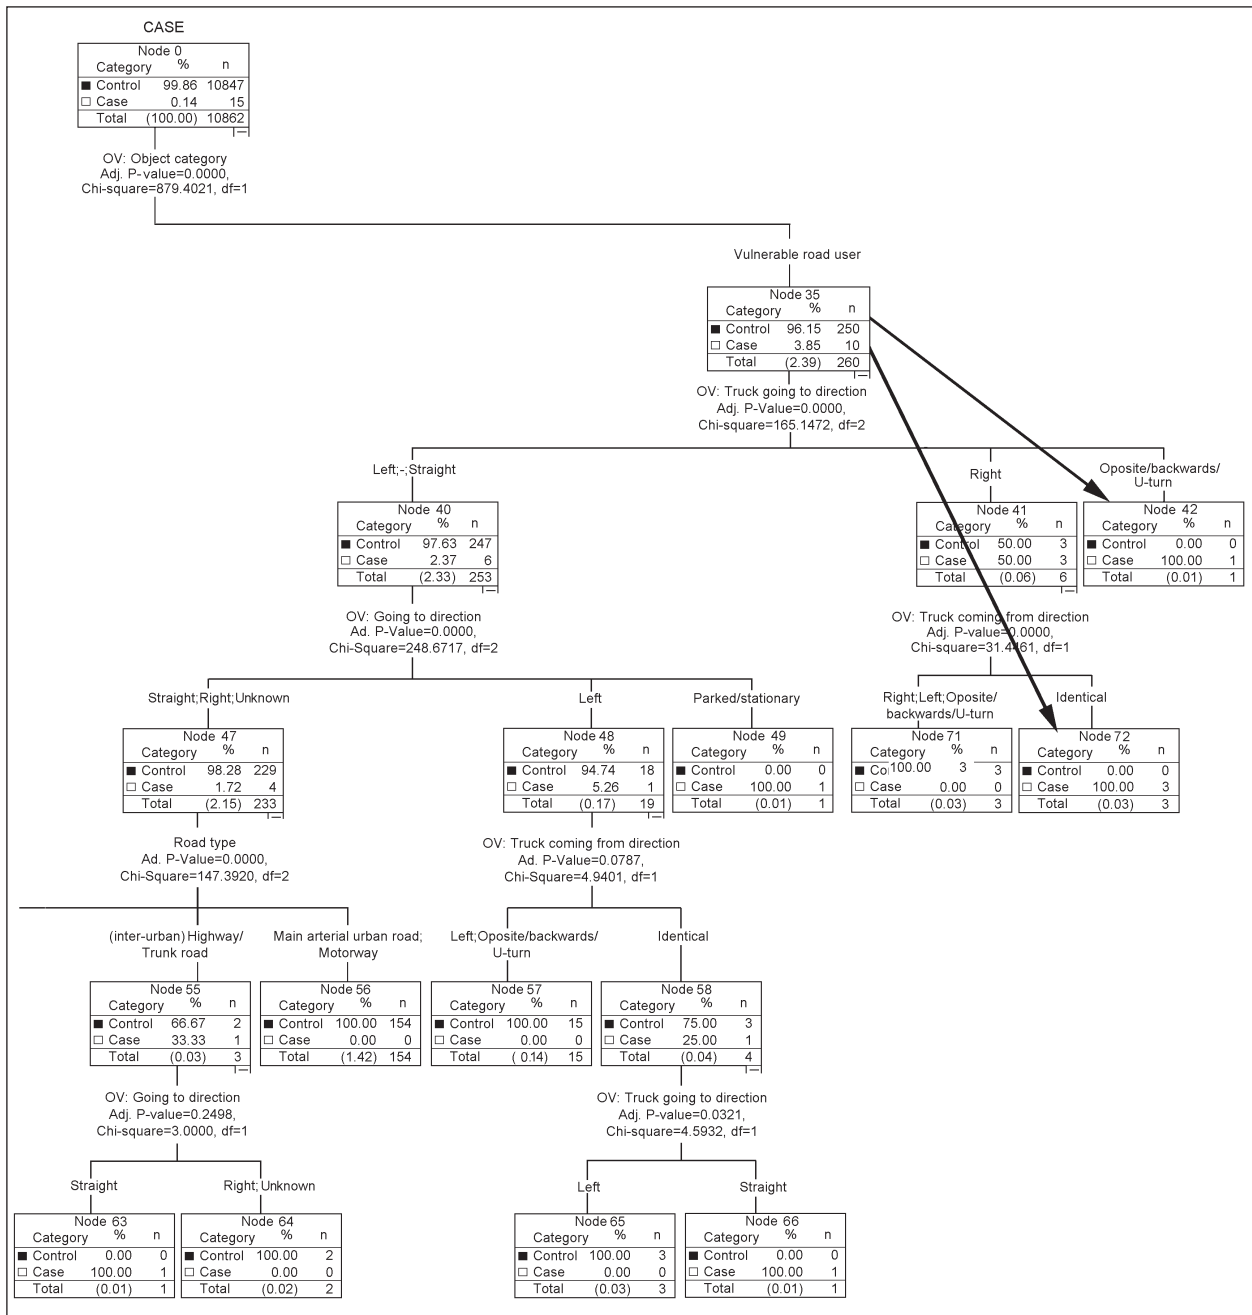 CASE
Node 0
Category % n
Control 99.86 10847
Case 0.14 15
Total (100.00) 10862
OV: Object category
Adj. P-value=0.0000,
Chi-square=879.4021, df=1
Vulnerable road user
Node 35
Category % n
Control 96.15 250
Case 3.85 10
Total (2.39) 260
OV: Truck going to direction
Adj. P-Value=0.0000,
Chi-square=165.1472, df=2
Left;-;Straight
Node 40
Category % n
Control 97.63 247
Case 2.37 6
Total (2.33) 253
Right
Node 41
Category % n
Control 50.00 3
Case 50.00 3
Total (0.06) 6
Oposite/backwards/
U-turn
Node 42
Category % n
Control 0.00 0
Case 100.00 1
Total (0.01) 1
OV: Going to direction
Ad. P-Value=0.0000,
Chi-Square=248.6717, df=2
OV: Truck coming from direction
Adj. P-value=0.0000,
Chi-square=31.4461, df=1
Straight;Right;Unknown
Node 47
Category % n
Control 98.28 229
Case 1.72 4
Total (2.15) 233
Left
Node 48
Category % n
Control 94.74 18
Case 5.26 1
Total (0.17) 19
Parked/stationary
Node 49
Category % n
Control 0.00 0
Case 100.00 1
Total (0.01) 1
Right;Left;Oposite/
backwards/U-turn
Node 71
Category % n
Co 100.00 3 3
Case 0.00 0
Total (0.03) 3
Identical
Node 72
Category % n
Control 0.00 0
Case 100.00 3
Total (0.03) 3
Road type
Ad. P-Value=0.0000,
Chi-Square=147.3920, df=2
OV: Truck coming from direction
Ad. P-Value=0.0787,
Chi-Square=4.9401, df=1
(inter-urban) Highway/
Trunk road
Node 55
Category % n
Control 66.67 2
Case 33.33 1
Total (0.03) 3
Main arterial urban road;
Motorway
Node 56
Category % n
Control 100.00 154
Case 0.00 0
Total (1.42) 154
Left;Oposite/backwards/
U-turn
Node 57
Category % n
Control 100.00 15
Case 0.00 0
Total ( 0.14) 15
Identical
Node 58
Category % n
Control 75.00 3
Case 25.00 1
Total (0.04) 4
OV: Going to direction
Adj. P-value=0.2498,
Chi-square=3.0000, df=1
OV: Truck going to direction
Adj. P-value=0.0321,
Chi-square=4.5932, df=1
Straight
Node 63
Category % n
Control 0.00 0
Case 100.00 1
Total (0.01) 1
Right; Unknown
Node 64
Category % n
Control 100.00 2
Case 0.00 0
Total (0.02) 2
Left
Node 65
Category % n
Control 100.00 3
Case 0.00 0
Total (0.03) 3
Straight
Node 66
Category % n
Control 0.00 0
Case 100.00 1
Total (0.01) 1